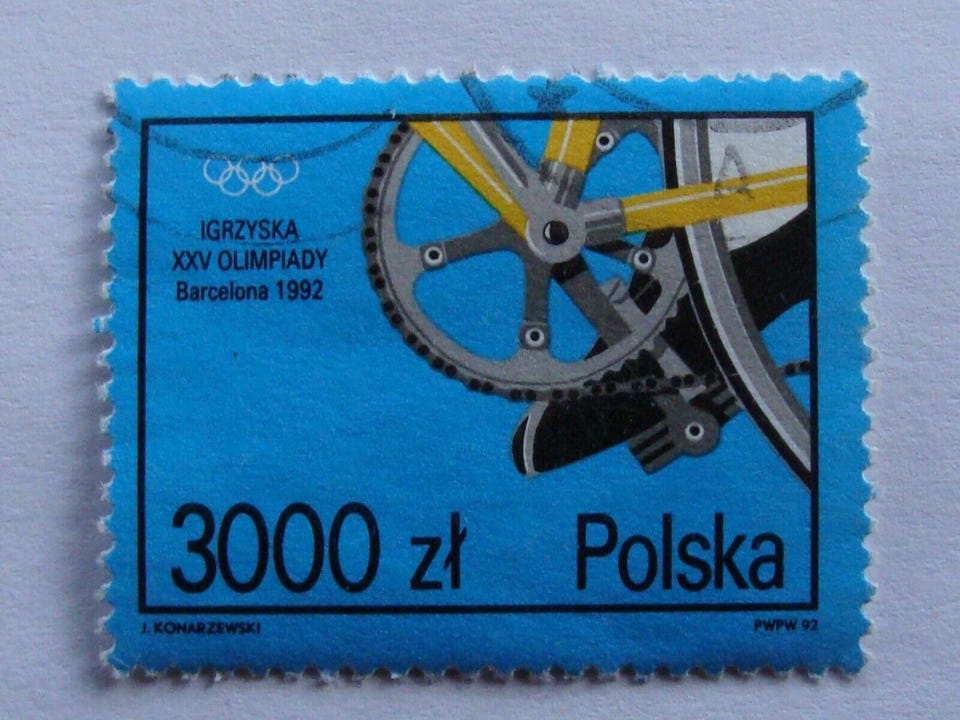 IGRZYSKA
XXV OLIMPIADY
Barcelona 1992
3000 zł Polska
J. KONARZEWSKI PWPW 92